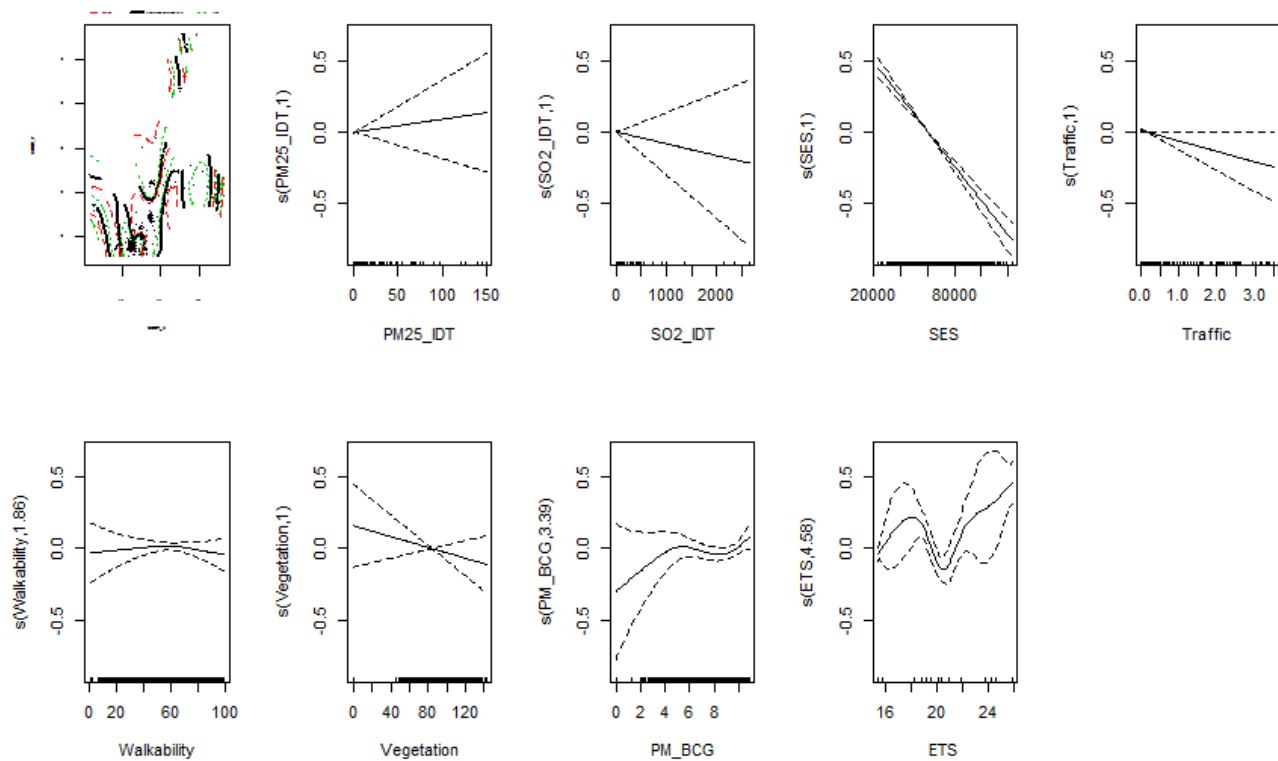 s(PM25_IDT,1)
0.5
0.0
-0.5
0 50 100 150
PM25_IDT
s(SO2_IDT,1)
0.5
0.0
-0.5
0 1000 2000
SO2_IDT
s(SES,1)
0.5
0.0
-0.5
20000 80000
SES
s(Traffic,1)
0.5
0.0
-0.5
0.0 1.0 2.0 3.0
Traffic
s(Walkability,1.86)
0.5
0.0
-0.5
0 20 60 100
Walkability
s(Vegetation,1)
0.5
0.0
-0.5
0 40 80 120
Vegetation
s(PM_BCG,3.39)
0.5
0.0
-0.5
0 2 4 6 8
PM_BCG
s(ETS,4.58)
0.5
0.0
-0.5
16 20 24
ETS